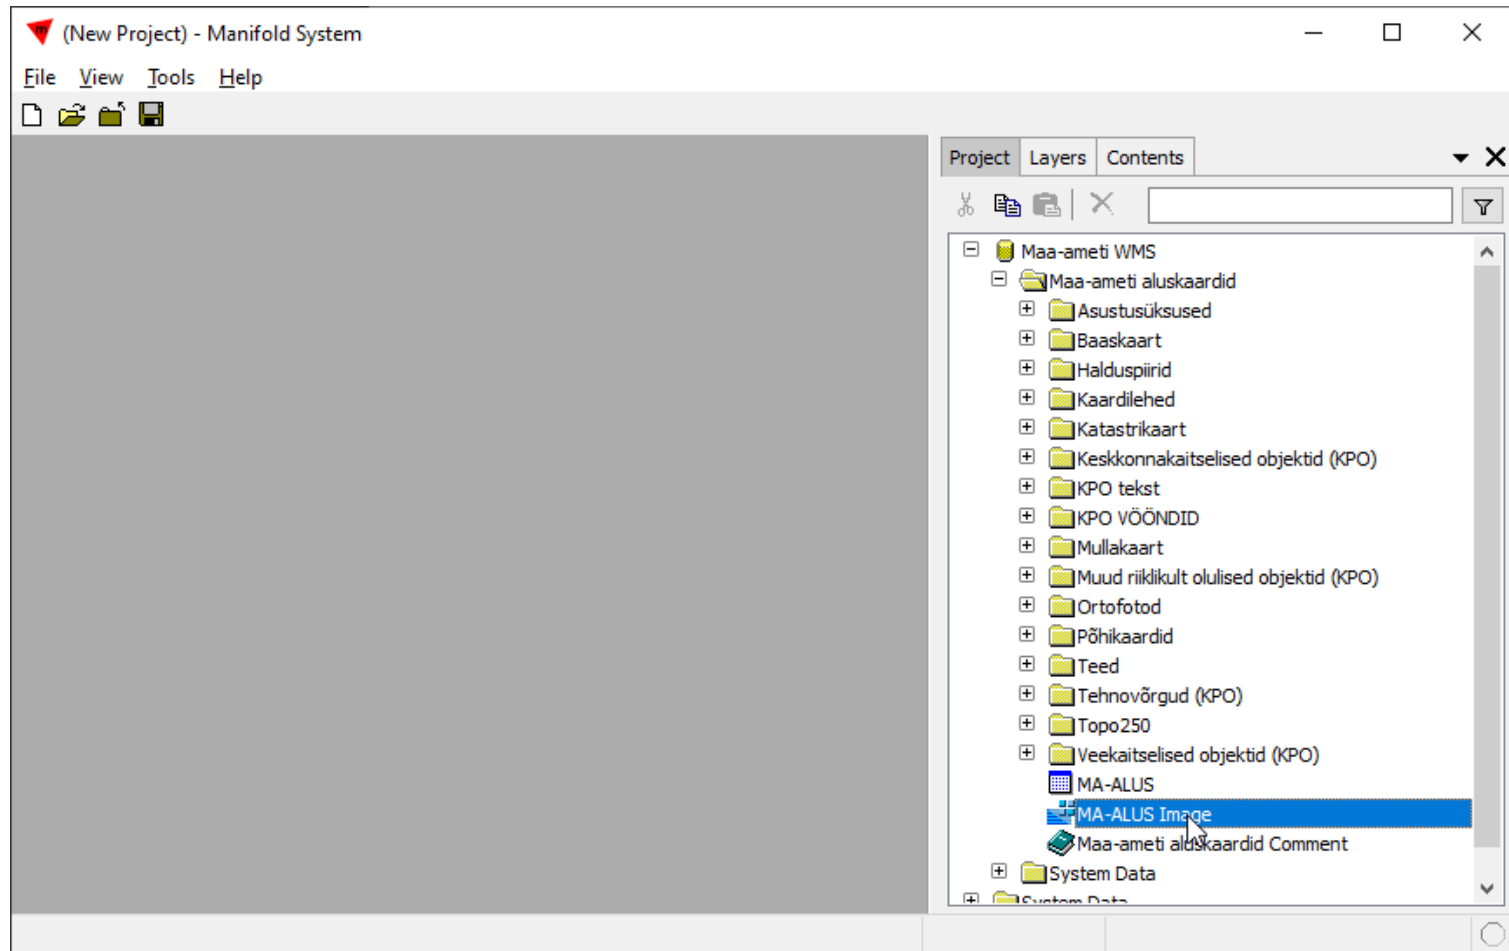 (New Project) - Manifold System
File View Tools Help
Project Layers Contents
Maa-ameti WMS
Maa-ameti aluskaardid
Asustusüksused
Baaskaart
Halduspiirid
Kaardilehed
Katastrikaart
Keskkonnakaitselised objektid (KPO)
KPO tekst
KPO VÖÖNDID
Mullakaart
Muud riiklikult olulised objektid (KPO)
Ortofotod
Põhikaardid
Teed
Tehnovõrgud (KPO)
Topo250
Veekaitselised objektid (KPO)
MA-ALUS
MA-ALUS Image
Maa-ameti aluskaardid Comment
System Data
System Data